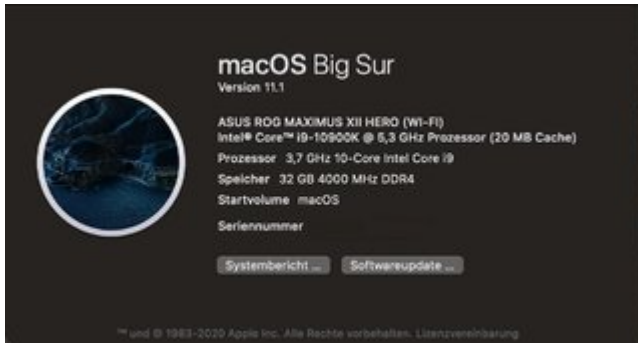 macOS Big Sur
Version 11.1
ASUS ROG MAXIMUS XII HERO (WI-FI)
Intel® Core™ i9-10900K @ 5,3 GHz Prozessor (20 MB Cache)
Prozessor 3,7 GHz 10-Core Intel Core i9
Speicher 32 GB 4000 MHz DDR4
Startvolume macOS
Seriennummer
Systembericht ...
Softwareupdate ...
™ und © 1983-2020 Apple Inc. Alle Rechte vorbehalten. Lizenzvereinbarung